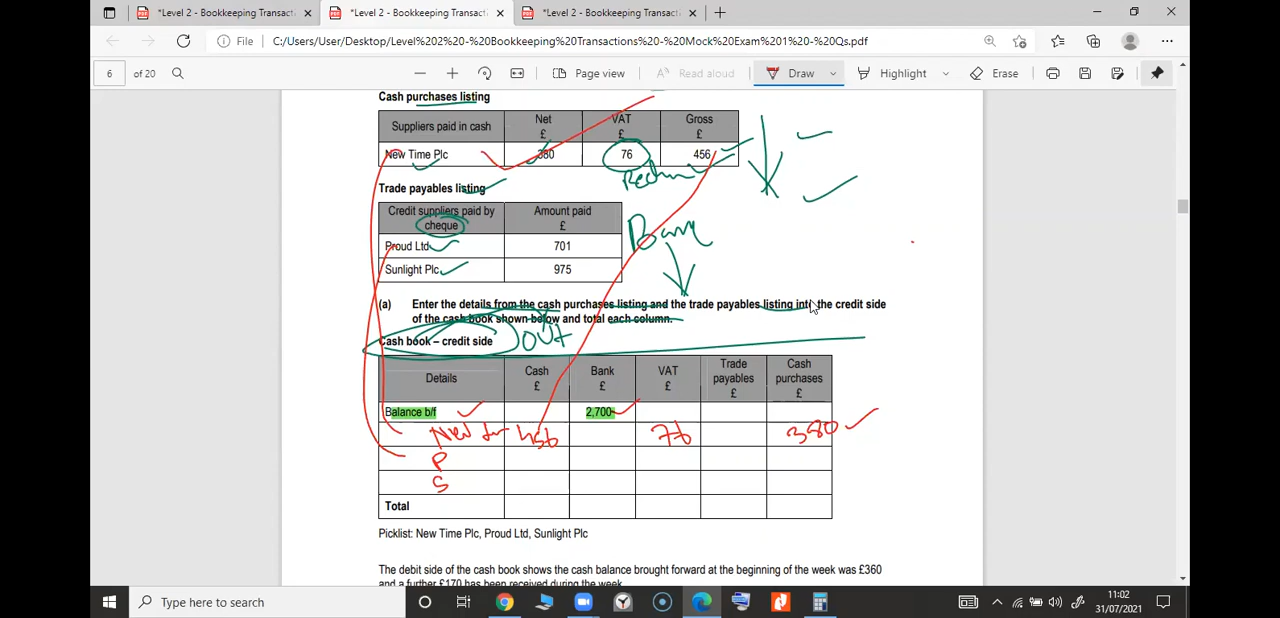 *Level 2 - Bookkeeping Transact
*Level 2 - Bookkeeping Transact
*Level 2 - Bookkeeping Transact
File C:/Users/User/Desktop/Level%202%20-%20Bookkeeping%20Transactions%20-%20Mock%20Exam%201%20-%20Qs.pdf
6 of 20 Page view Read aloud Draw Highlight Erase
Cash purchases listing
Suppliers paid in cash Net £ VAT £ Gross £
New Time Plc 380 76 456
Trade payables listing
Credit suppliers paid by cheque Amount paid £
Bank
Proud Ltd 701
Sunlight Plc 975
(a) Enter the details from the cash purchases listing and the trade payables listing into the credit side
of the cash book shown below and total each column.
Cash book – credit side out
Details Cash £ Bank £ VAT £ Trade payables £ Cash purchases £
Balance b/f 2,700
New 456 76 380
P
S
Total
Picklist: New Time Plc, Proud Ltd, Sunlight Plc
The debit side of the cash book shows the cash balance brought forward at the beginning of the week was £360
and a further £170 has been received during the week.
Type here to search
11:02
31/07/2021